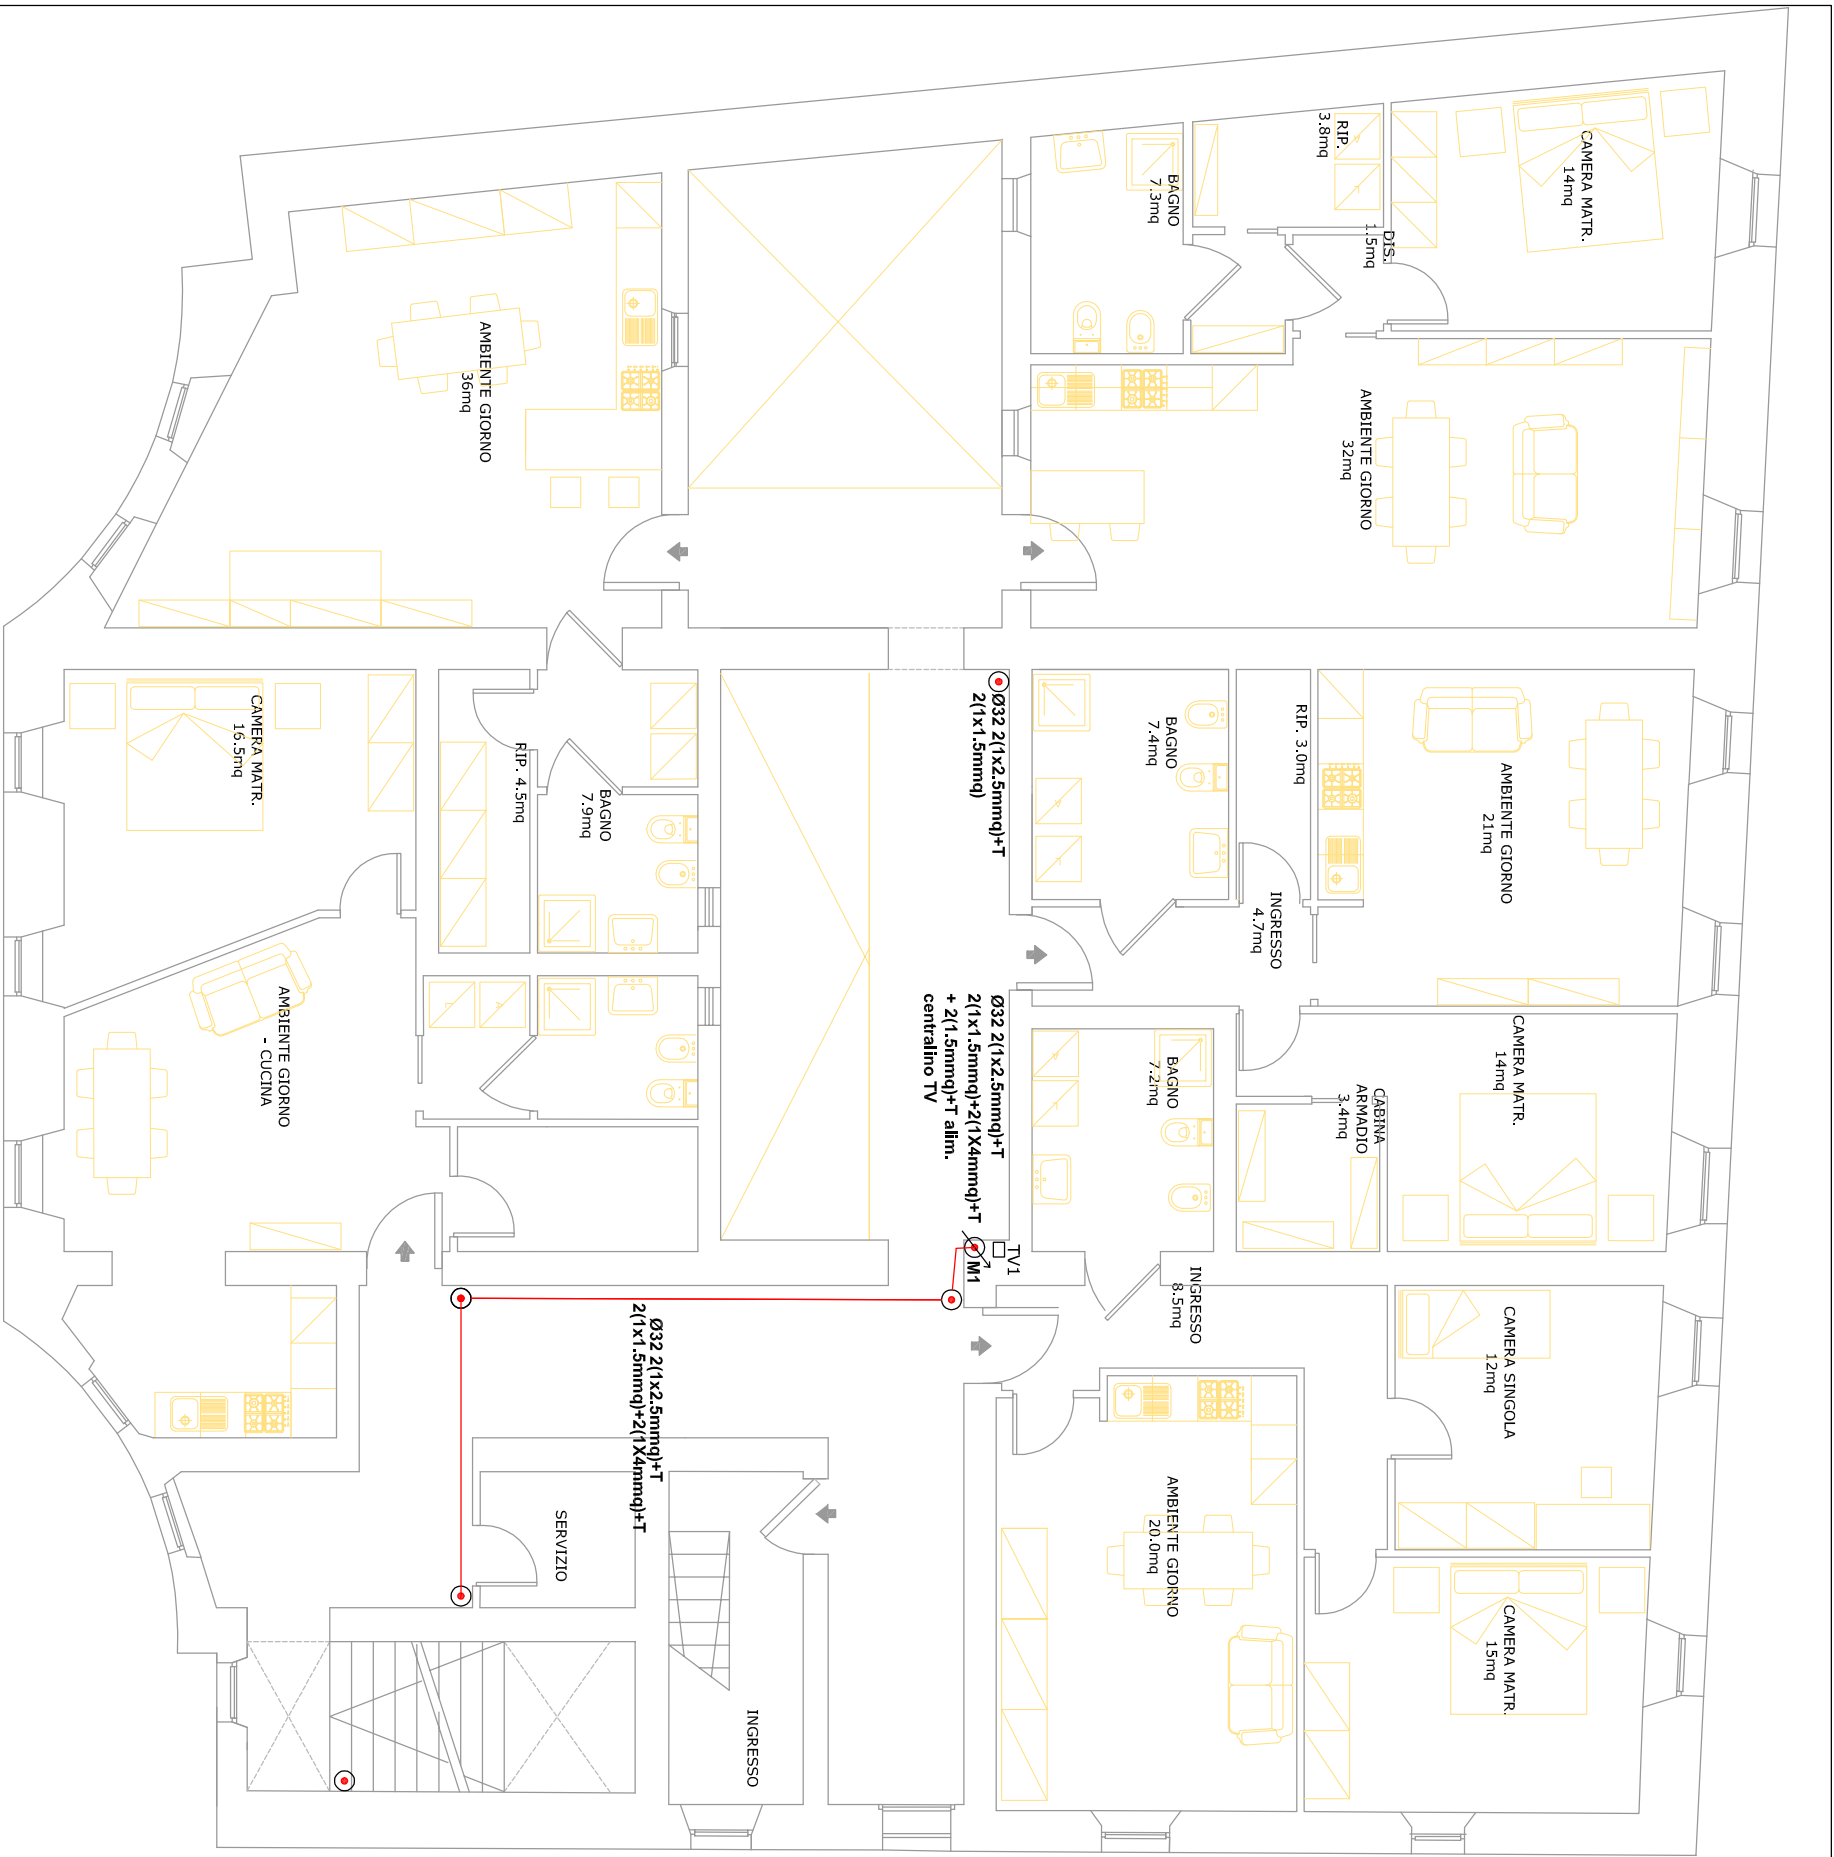 CAMERA MATR.
14mq
RIP.
3.8mq
BAGNO
7.3mq
DIS.
1.5mq
AMBIENTE GIORNO
36mq
AMBIENTE GIORNO
32mq
CAMERA MATR.
16.5mq
RIP. 4.5mq
BAGNO
7.9mq
Ø32 2(1x2.5mmq)+T
2(1x1.5mmq)
BAGNO
7.4mq
RIP. 3.0mq
AMBIENTE GIORNO
21mq
INGRESSO
4.7mq
AMBIENTE GIORNO
- CUCINA
Ø32 2(1x2.5mmq)+T
2(1x1.5mmq)+2(1X4mmq)+T
+ 2(1.5mmq)+T alim.
centralino TV
BAGNO
7.2mq
CABINA
ARMADIO
3.4mq
CAMERA MATR.
14mq
TV1
M1
INGRESSO
8.5mq
CAMERA SINGOLA
12mq
Ø32 2(1x2.5mmq)+T
2(1x1.5mmq)+2(1X4mmq)+T
SERVIZIO
AMBIENTE GIORNO
20.0mq
CAMERA MATR.
15mq
INGRESSO